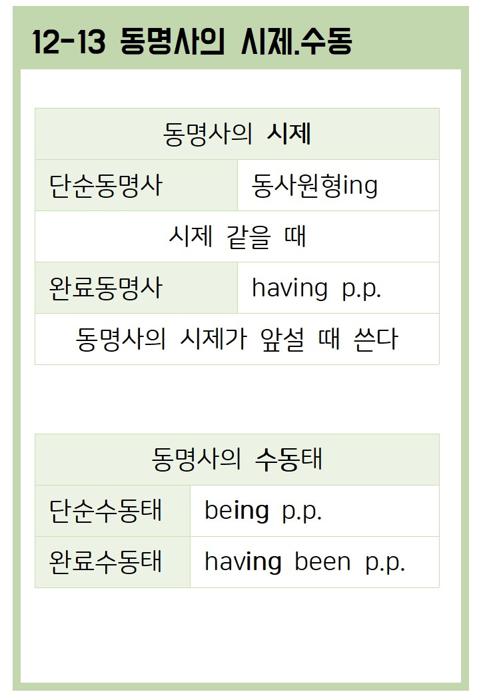 12-13 동명사의 시제.수동
동명사의 시제
단순동명사 동사원형ing
시제 같을 때
완료동명사 having p.p.
동명사의 시제가 앞설 때 쓴다
동명사의 수동태
단순수동태 being p.p.
완료수동태 having been p.p.